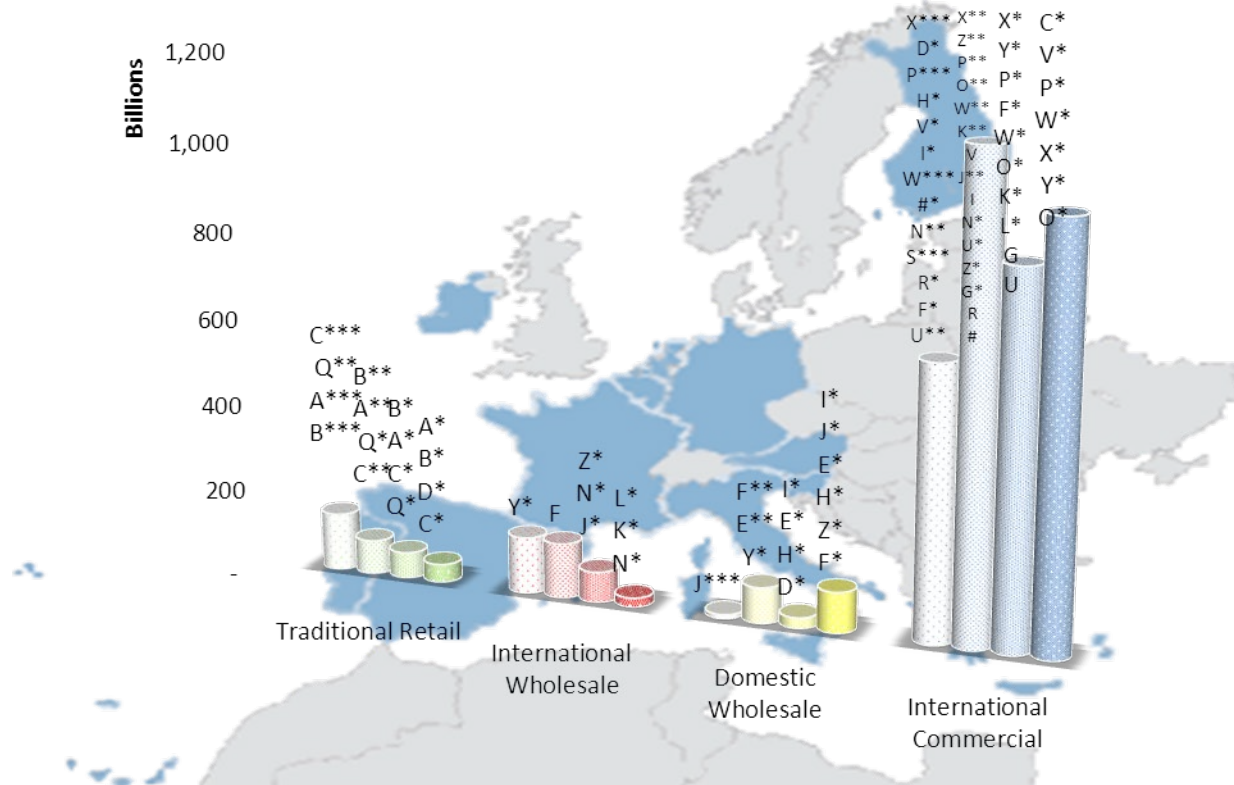 Billions
1,200
1,000
800
600
400
200
-
C***
Q**
A***
B***
B**
A**
Q*
C**
B*
A*
C*
Q*
A*
B*
D*
C*
Traditional Retail
Y*
F
Z*
N*
J*
L*
K*
N*
International
Wholesale
J***
F**
E**
Y*
I*
E*
H*
D*
I*
J*
E*
H*
Z*
F*
Domestic
Wholesale
X***
D*
P***
H*
V*
I*
W***
#*
N**
S***
R*
F*
U**
X**
Z**
P**
O**
W**
K**
V
J**
I
N*
U*
Z*
G*
R
#
X*
Y*
P*
F*
W*
O*
K*
L*
G
U
C*
V*
P*
W*
X*
Y*
O*
International
Commercial